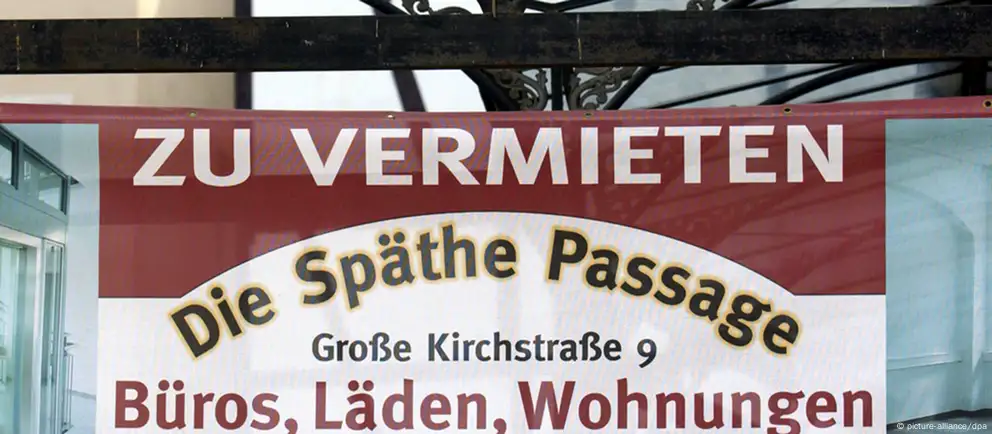 ZU VERMIETEN
Die Späthe Passage
Große Kirchstraße 9
Büros, Läden, Wohnungen
© picture-alliance/dpa